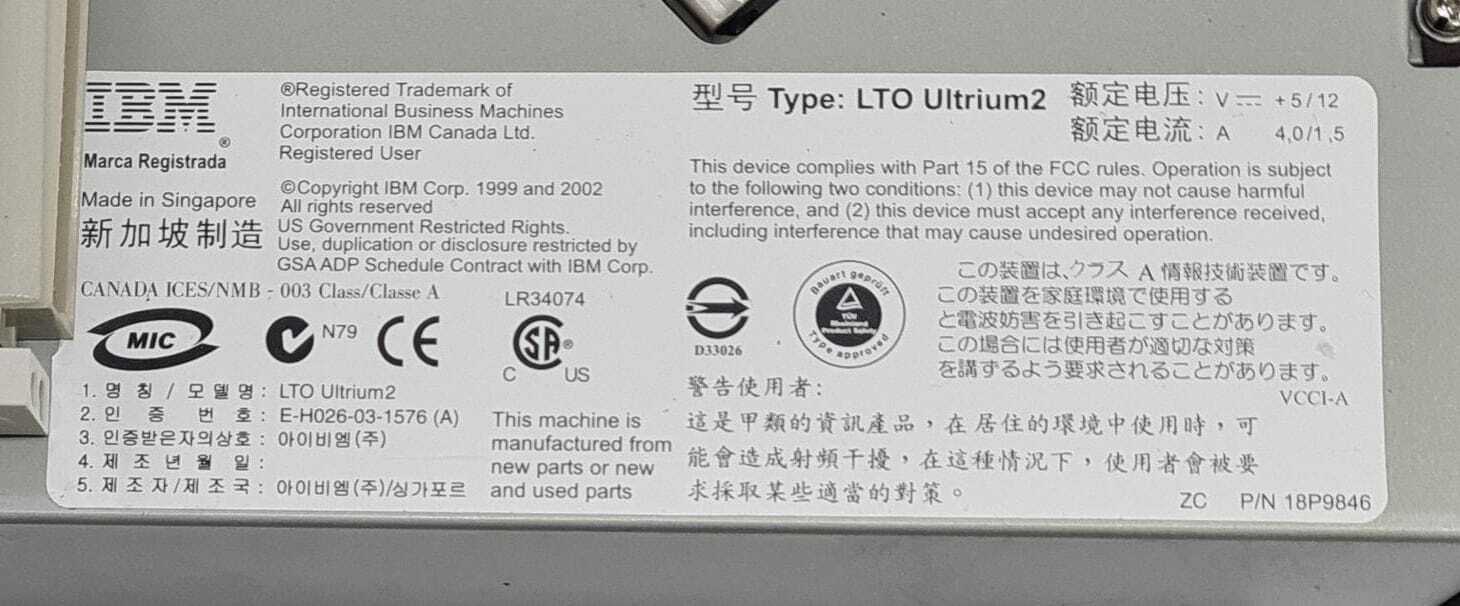 IBM ®
Marca Registrada
Made in Singapore
新加坡制造
®Registered Trademark of
International Business Machines
Corporation IBM Canada Ltd.
Registered User
©Copyright IBM Corp. 1999 and 2002
All rights reserved
US Government Restricted Rights.
Use, duplication or disclosure restricted by
GSA ADP Schedule Contract with IBM Corp.
CANADA ICES/NMB - 003 Class/Classe A
MIC
N79
CE
LR34074
SA®
C US
1. 명 칭 / 모 델 명 : LTO Ultrium2
2. 인 증 번 호 : E-H026-03-1576 (A)
3. 인증받은자의상호 : 아이비엠(주)
4. 제 조 년 월 일 :
5. 제 조 자 / 제 조 국 : 아이비엠(주)/싱가포르
This machine is
manufactured from
new parts or new
and used parts
型号 Type: LTO Ultrium2
额定电压: V ⎓ +5/12
额定电流: A 4,0/1,5
This device complies with Part 15 of the FCC rules. Operation is subject
to the following two conditions: (1) this device may not cause harmful
interference, and (2) this device must accept any interference received,
including interference that may cause undesired operation.
D33026
Bauart geprüft
TÜV
Rheinland
Product Safety
Type approved
この装置は、クラス A 情報技術装置です。
この装置を家庭環境で使用する
と電波妨害を引き起こすことがあります。
この場合には使用者が適切な対策
を講ずるよう要求されることがあります。
VCCI-A
警告使用者:
這是甲類的資訊產品,在居住的環境中使用時,可
能會造成射頻干擾,在這種情況下,使用者會被要
求採取某些適當的對策。
ZC P/N 18P9846